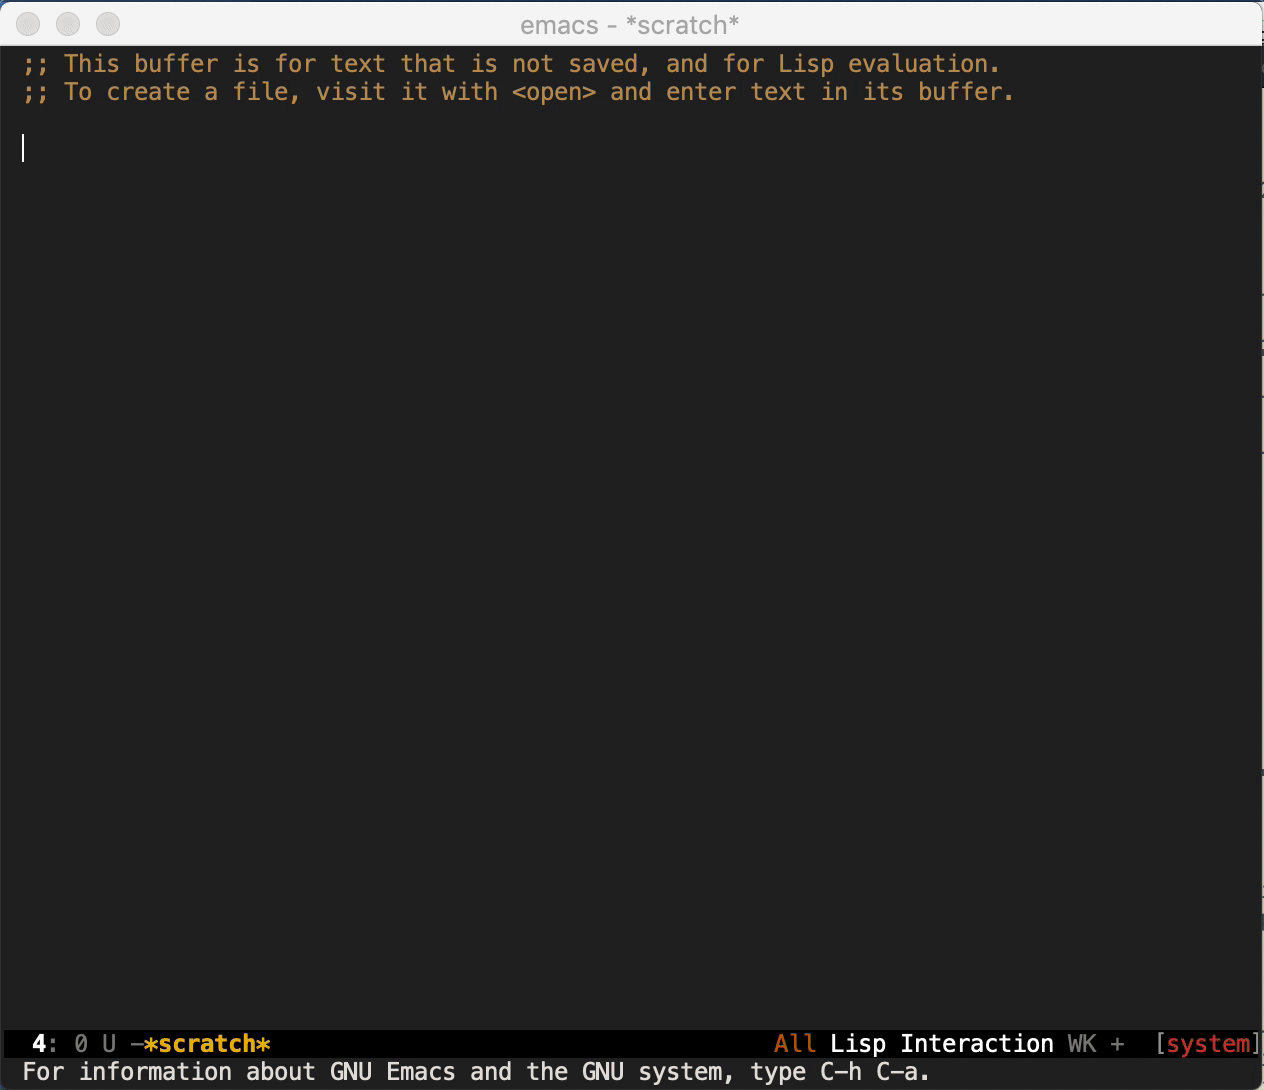 emacs - *scratch*
;; This buffer is for text that is not saved, and for Lisp evaluation.
;; To create a file, visit it with <open> and enter text in its buffer.
4: 0 U -*scratch* All Lisp Interaction WK + [system]
For information about GNU Emacs and the GNU system, type C-h C-a.